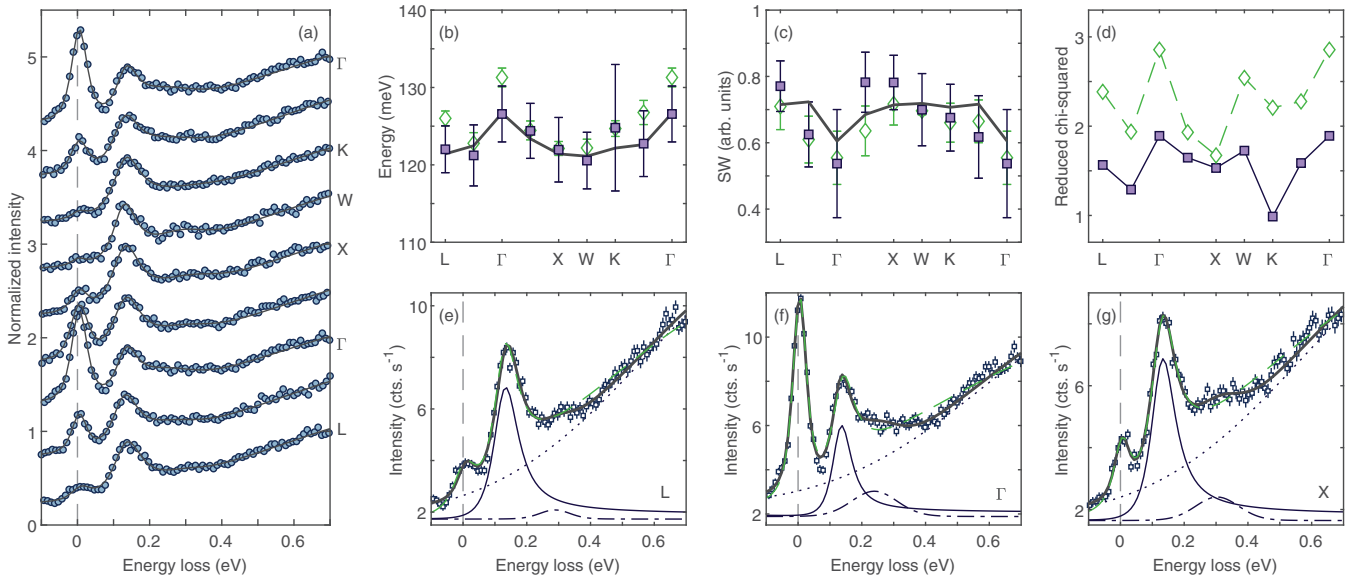 (a)
Normalized intensity
5
4
3
2
1
0
Γ
K
W
X
Γ
L
0
0.2
0.4
0.6
Energy loss (eV)
(b)
Energy (meV)
140
130
120
110
L
Γ
X
W
K
Γ
(c)
SW (arb. units)
1
0.8
0.6
0.4
L
Γ
X
W
K
Γ
(d)
Reduced chi-squared
3
2
1
L
Γ
X
W
K
Γ
(e)
Intensity (cts. s⁻¹)
10
6
2
0
0.2
0.4
0.6
L
Energy loss (eV)
(f)
Intensity (cts. s⁻¹)
12
10
6
2
0
0.2
0.4
0.6
Γ
Energy loss (eV)
(g)
Intensity (cts. s⁻¹)
6
2
0
0.2
0.4
0.6
X
Energy loss (eV)